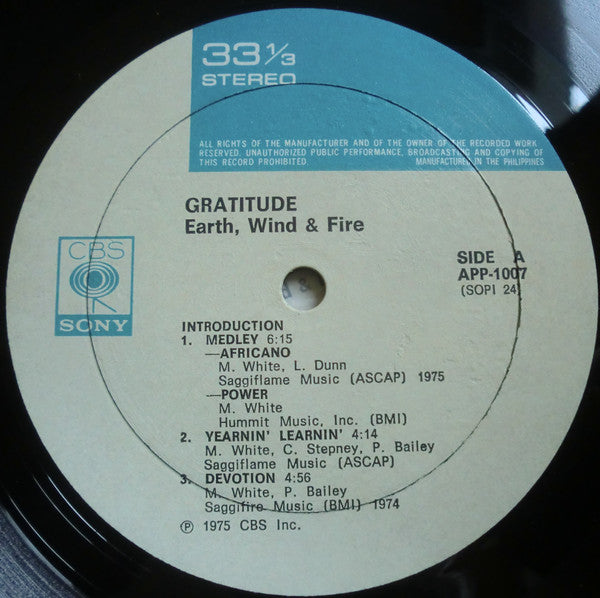 33 1/3
STEREO
ALL RIGHTS OF THE MANUFACTURER AND OF THE OWNER OF THE RECORDED WORK
RESERVED. UNAUTHORIZED PUBLIC PERFORMANCE, BROADCASTING AND COPYING OF
THIS RECORD PROHIBITED. MANUFACTURED IN THE PHILIPPINES
GRATITUDE
Earth, Wind & Fire
CBS
SONY
SIDE A
APP-1007
(SOPI 24)
INTRODUCTION
1. MEDLEY 6:15
—AFRICANO
M. White, L. Dunn
Saggiflame Music (ASCAP) 1975
—POWER
M. White
Hummit Music, Inc. (BMI)
2. YEARNIN' LEARNIN' 4:14
M. White, C. Stepney, P. Bailey
Saggiflame Music (ASCAP)
3. DEVOTION 4:56
M. White, P. Bailey
Saggifire Music (BMI) 1974
℗ 1975 CBS Inc.